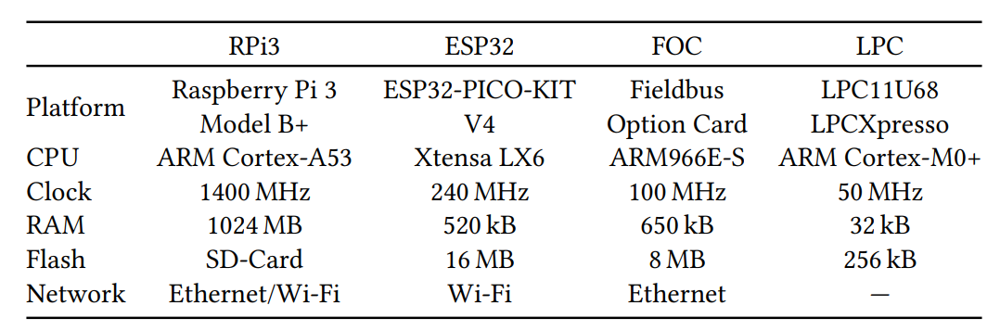 RPi3 ESP32 FOC LPC
Platform Raspberry Pi 3 ESP32-PICO-KIT Fieldbus LPC11U68
Model B+ V4 Option Card LPCXpresso
CPU ARM Cortex-A53 Xtensa LX6 ARM966E-S ARM Cortex-M0+
Clock 1400 MHz 240 MHz 100 MHz 50 MHz
RAM 1024 MB 520 kB 650 kB 32 kB
Flash SD-Card 16 MB 8 MB 256 kB
Network Ethernet/Wi-Fi Wi-Fi Ethernet —